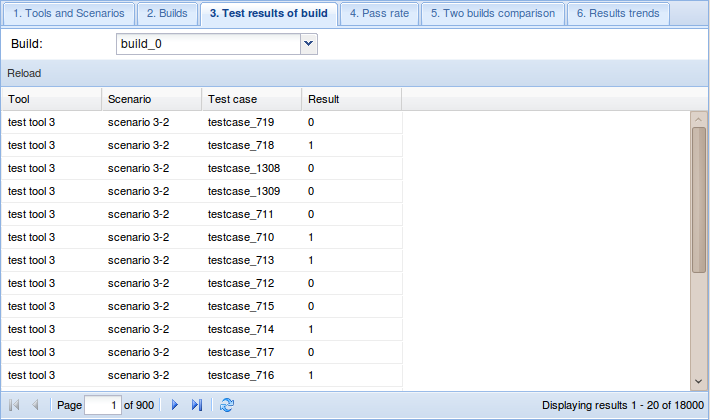 1. Tools and Scenarios 2. Builds 3. Test results of build 4. Pass rate 5. Two builds comparison 6. Results trends
Build: build_0
Reload
Tool Scenario Test case Result
test tool 3 scenario 3-2 testcase_719 0
test tool 3 scenario 3-2 testcase_718 1
test tool 3 scenario 3-2 testcase_1308 0
test tool 3 scenario 3-2 testcase_1309 0
test tool 3 scenario 3-2 testcase_711 0
test tool 3 scenario 3-2 testcase_710 1
test tool 3 scenario 3-2 testcase_713 1
test tool 3 scenario 3-2 testcase_712 0
test tool 3 scenario 3-2 testcase_715 0
test tool 3 scenario 3-2 testcase_714 1
test tool 3 scenario 3-2 testcase_717 0
test tool 3 scenario 3-2 testcase_716 1
Page 1 of 900 Displaying results 1 - 20 of 18000